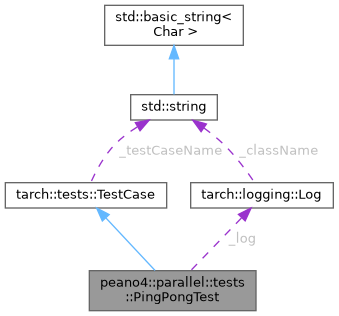 std::basic_string<
Char >
std::string
_testCaseName
_className
tarch::tests::TestCase
tarch::logging::Log
_log
peano4::parallel::tests
::PingPongTest